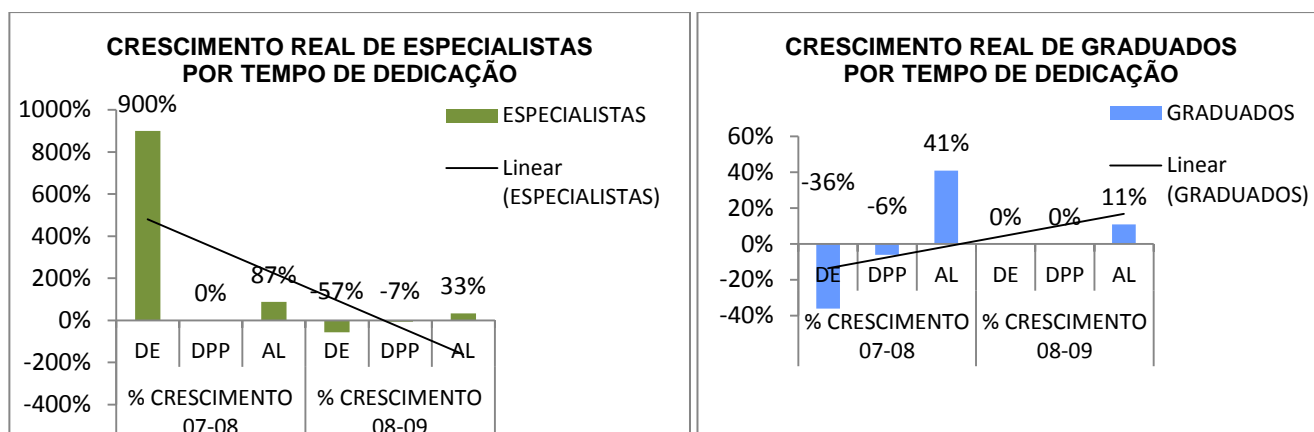 CRESCIMENTO REAL DE ESPECIALISTAS
POR TEMPO DE DEDICAÇÃO
1000%
800%
600%
400%
200%
0%
-200%
-400%
900%
0%
87%
-57%
-7%
33%
ESPECIALISTAS
Linear
(ESPECIALISTAS)
DE DPP AL DE DPP AL
% CRESCIMENTO % CRESCIMENTO
07-08 08-09
CRESCIMENTO REAL DE GRADUADOS
POR TEMPO DE DEDICAÇÃO
60%
40%
20%
0%
-20%
-40%
-36%
-6%
41%
0%
0%
11%
GRADUADOS
Linear
(GRADUADOS)
DE DPP AL DE DPP AL
% CRESCIMENTO % CRESCIMENTO
07-08 08-09